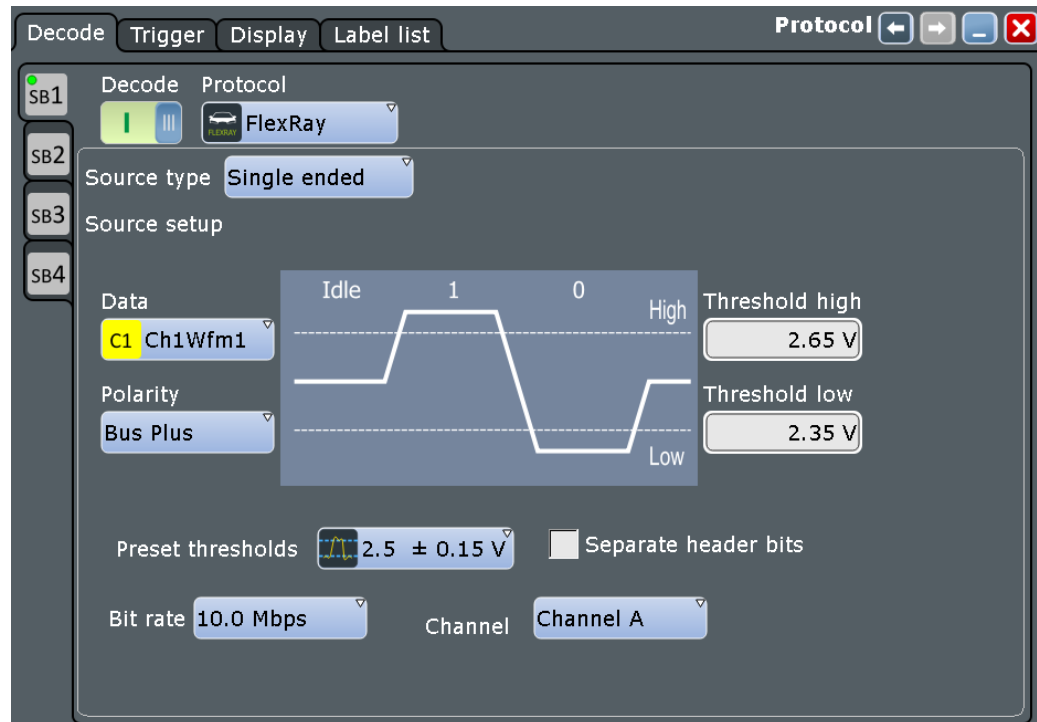 Decode Trigger Display Label list Protocol
SB1
Decode Protocol
FLEXRAY FlexRay
SB2
Source type Single ended
SB3
Source setup
SB4
Idle 1 0
High
Data
C1 Ch1Wfm1
Threshold high
2.65 V
Polarity
Bus Plus
Threshold low
2.35 V
Low
Preset thresholds 2.5 ± 0.15 V Separate header bits
Bit rate 10.0 Mbps Channel Channel A